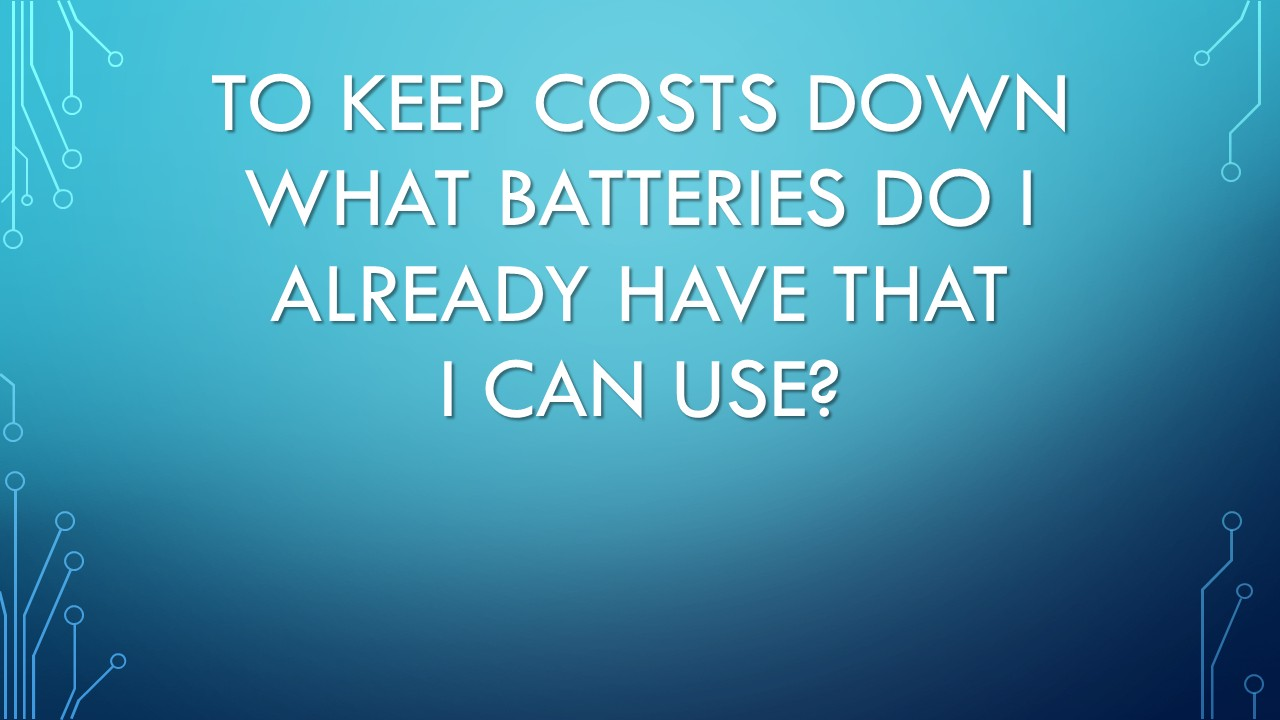 TO KEEP COSTS DOWN
WHAT BATTERIES DO I
ALREADY HAVE THAT
I CAN USE?